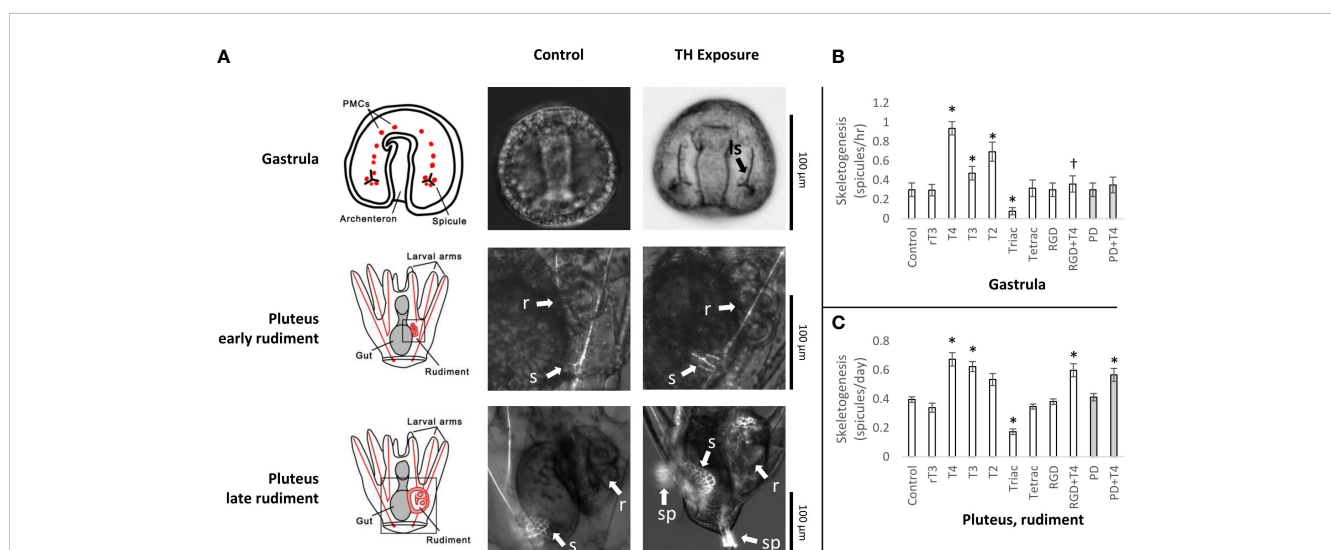 A
Control
TH Exposure
PMCs
Gastrula
Archenteron
Spicule
ls
100 µm
Larval arms
Pluteus
early rudiment
Gut
Rudiment
r
s
r
s
100 µm
Larval arms
Pluteus
late rudiment
Gut
Rudiment
r
s
s
r
sp
sp
100 µm
B
Skeletogenesis
(spicules/hr)
1.2
1
0.8
0.6
0.4
0.2
0
* * * * †
Control
rT3
T4
T3
T2
Triac
Tetrac
RGD
RGD+T4
PD
PD+T4
Gastrula
C
Skeletogenesis
(spicules/day)
0.8
0.6
0.4
0.2
0
* * * * *
Control
rT3
T4
T3
T2
Triac
Tetrac
RGD
RGD+T4
PD
PD+T4
Pluteus, rudiment